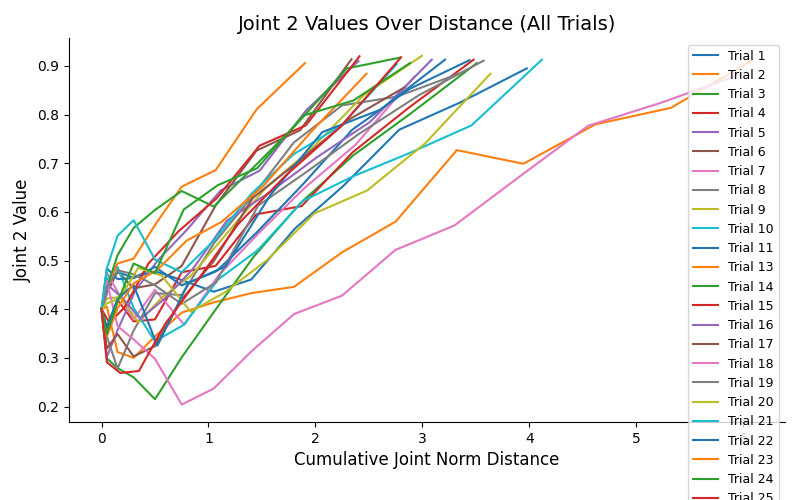 Joint 2 Values Over Distance (All Trials)
0.9
0.8
0.7
0.6
0.5
0.4
0.3
0.2
Joint 2 Value
0
1
2
3
4
5
Cumulative Joint Norm Distance
Trial 1
Trial 2
Trial 3
Trial 4
Trial 5
Trial 6
Trial 7
Trial 8
Trial 9
Trial 10
Trial 11
Trial 13
Trial 14
Trial 15
Trial 16
Trial 17
Trial 18
Trial 19
Trial 20
Trial 21
Trial 22
Trial 23
Trial 24
Trial 25